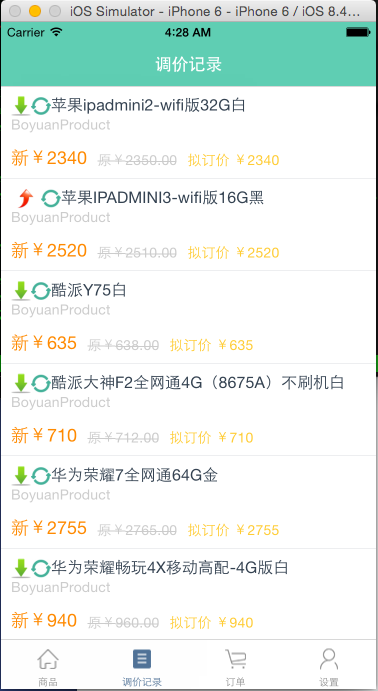 iOS Simulator - iPhone 6 - iPhone 6 / iOS 8.4...
Carrier 4:28 AM
调价记录
苹果ipadmini2-wifi版32G白
BoyuanProduct
新￥2340 原￥2350.00 拟订价 ￥2340
苹果IPADMINI3-wifi版16G黑
BoyuanProduct
新￥2520 原￥2510.00 拟订价 ￥2520
酷派Y75白
BoyuanProduct
新￥635 原￥638.00 拟订价 ￥635
酷派大神F2全网通4G（8675A）不刷机白
BoyuanProduct
新￥710 原￥712.00 拟订价 ￥710
华为荣耀7全网通64G金
BoyuanProduct
新￥2755 原￥2765.00 拟订价 ￥2755
华为荣耀畅玩4X移动高配-4G版白
BoyuanProduct
新￥940 原￥960.00 拟订价 ￥940
商品 调价记录 订单 设置